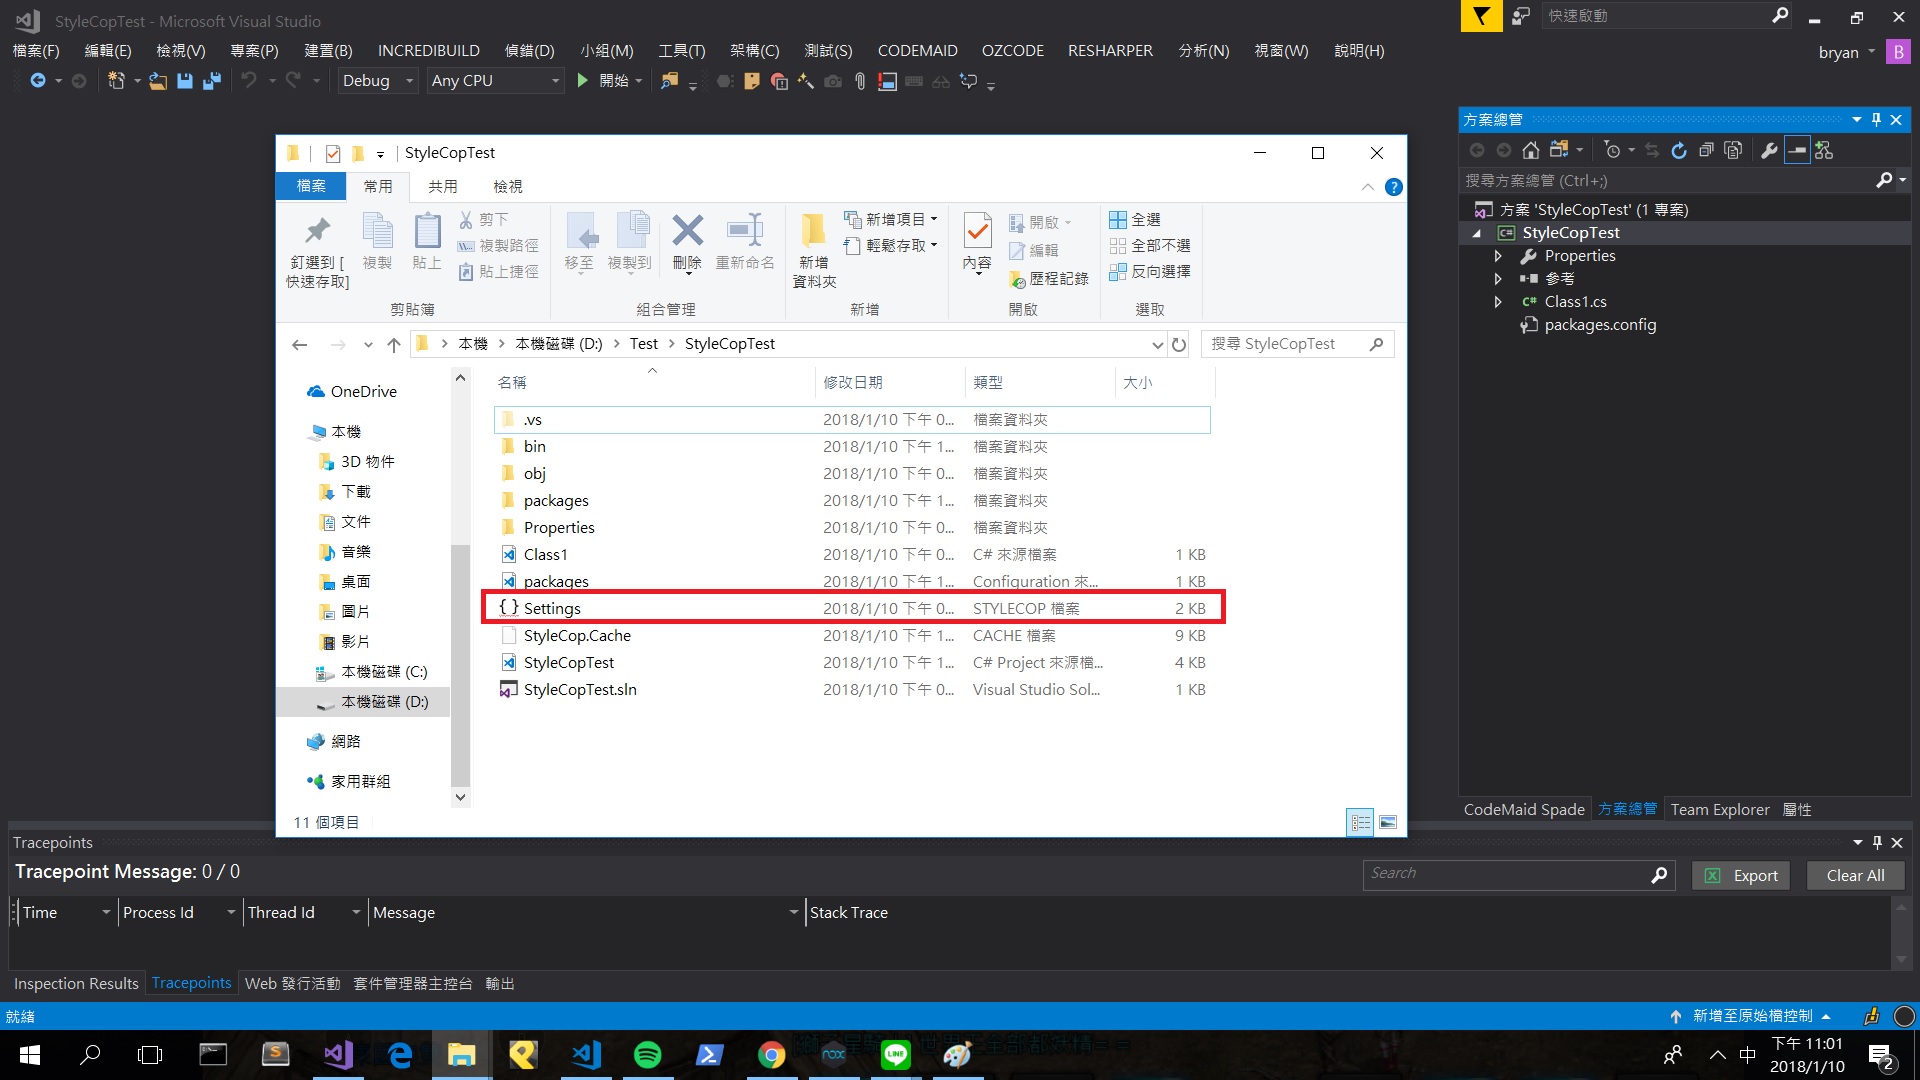 StyleCopTest - Microsoft Visual Studio
快速啟動
檔案(F) 編輯(E) 檢視(V) 專案(P) 建置(B) INCREDIBUILD 偵錯(D) 小組(M) 工具(T) 架構(C) 測試(S) CODEMAID OZCODE RESHARPER 分析(N) 視窗(W) 說明(H)
bryan B
Debug Any CPU 開始
StyleCopTest
檔案 常用 共用 檢視
釘選到 [
快速存取]
複製
貼上
剪下
複製路徑
貼上捷徑
剪貼簿
移至
複製到
刪除
重新命名
組合管理
新增
資料夾
新增項目
輕鬆存取
新增
內容
開啟
編輯
歷程記錄
開啟
全選
全部不選
反向選擇
選取
本機 本機磁碟 (D:) Test StyleCopTest
搜尋 StyleCopTest
OneDrive
本機
3D 物件
下載
文件
音樂
桌面
圖片
影片
本機磁碟 (C:)
本機磁碟 (D:)
網路
家用群組
名稱 修改日期 類型 大小
.vs 2018/1/10 下午 0... 檔案資料夾
bin 2018/1/10 下午 1... 檔案資料夾
obj 2018/1/10 下午 0... 檔案資料夾
packages 2018/1/10 下午 1... 檔案資料夾
Properties 2018/1/10 下午 0... 檔案資料夾
Class1 2018/1/10 下午 0... C# 來源檔案 1 KB
packages 2018/1/10 下午 1... Configuration 來... 1 KB
Settings 2018/1/10 下午 0... STYLECOP 檔案 2 KB
StyleCop.Cache 2018/1/10 下午 1... CACHE 檔案 9 KB
StyleCopTest 2018/1/10 下午 1... C# Project 來源檔... 4 KB
StyleCopTest.sln 2018/1/10 下午 0... Visual Studio Sol... 1 KB
11 個項目
方案總管
搜尋方案總管 (Ctrl+;)
方案 'StyleCopTest' (1 專案)
StyleCopTest
Properties
參考
Class1.cs
packages.config
CodeMaid Spade 方案總管 Team Explorer 屬性
Tracepoints
Tracepoint Message: 0 / 0
Search
Export
Clear All
Time Process Id Thread Id Message Stack Trace
Inspection Results Tracepoints Web 發行活動 套件管理器主控台 輸出
就緒
新增至原始檔控制
中
下午 11:01
2018/1/10
2